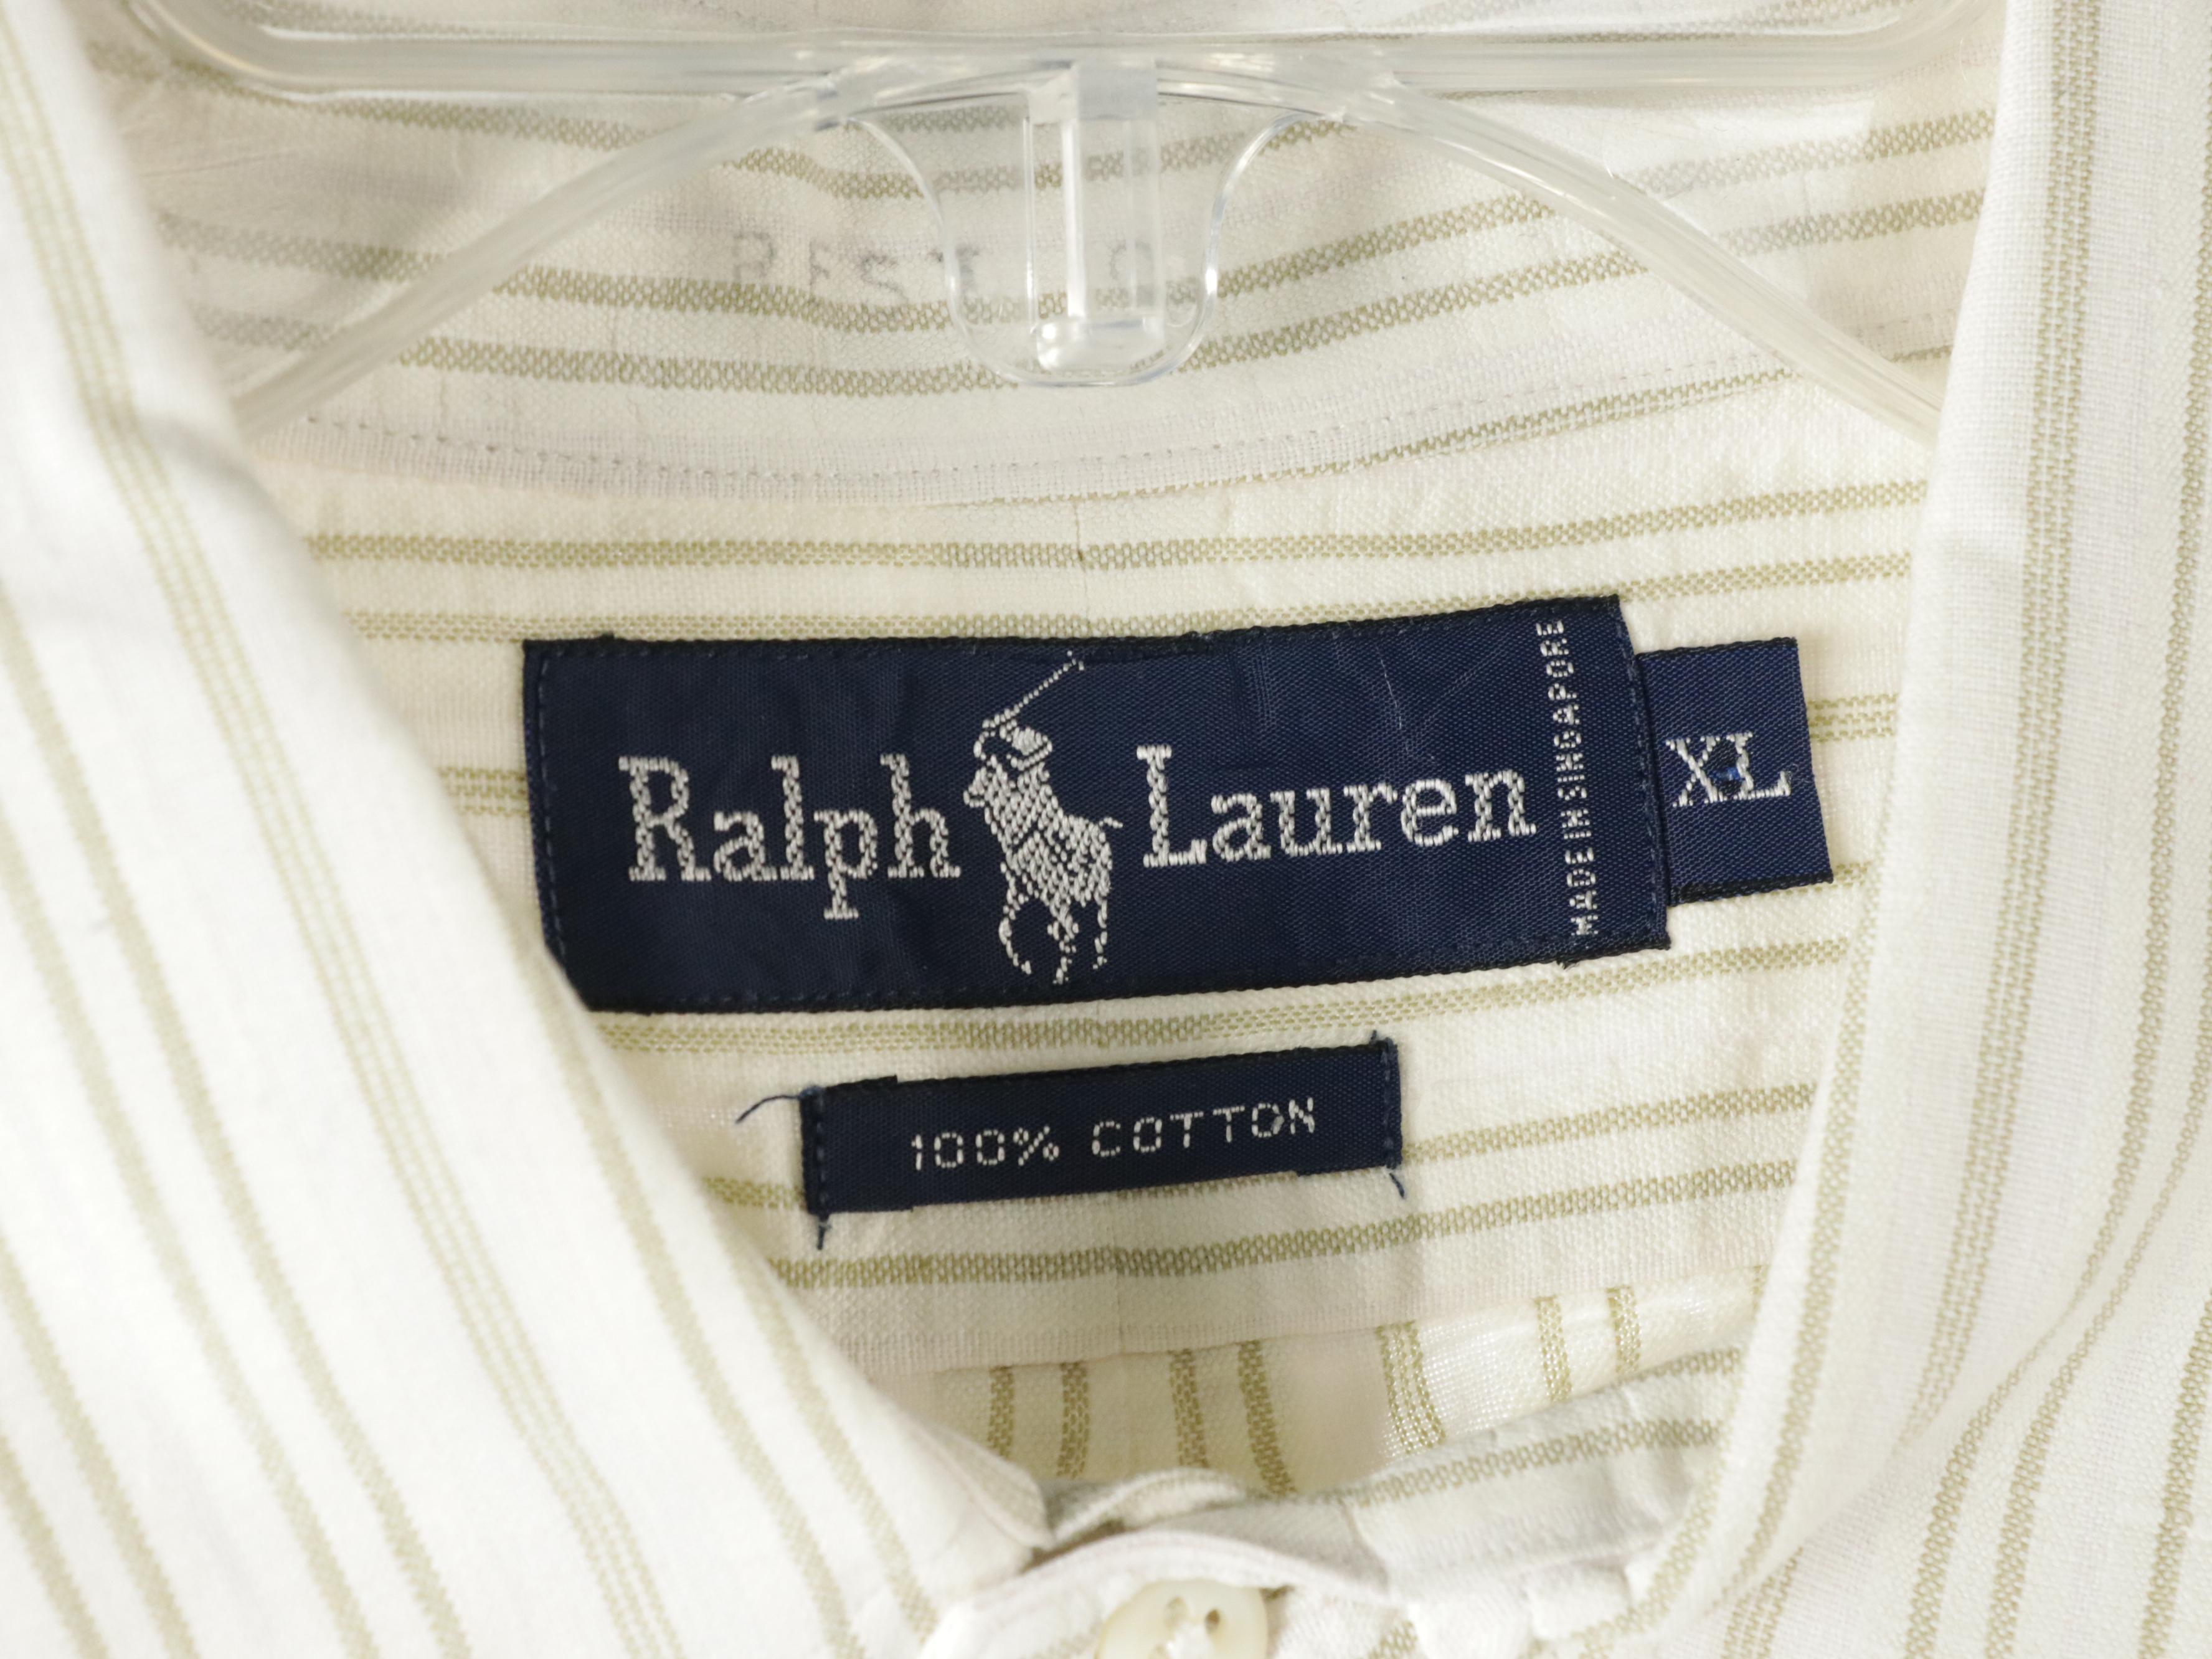 Ralph Lauren
MADE IN SINGAPORE
XL
100% COTTON